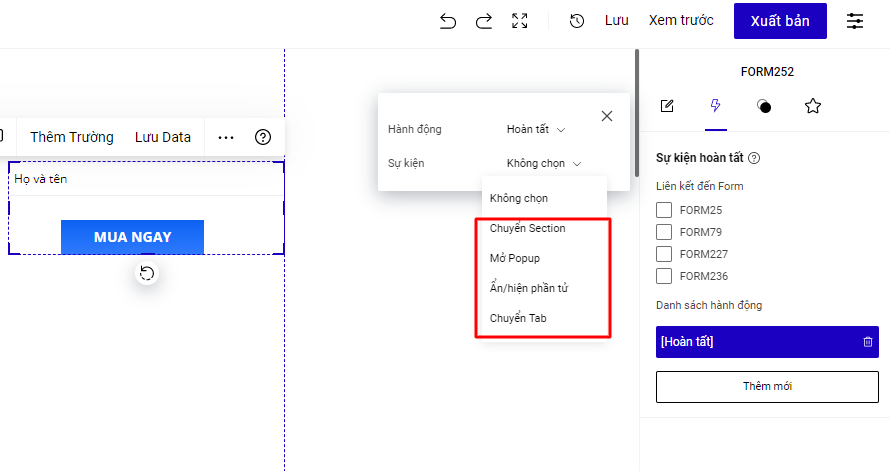 Lưu Xem trước Xuất bản
FORM252
Thêm Trường Lưu Data
Họ và tên
MUA NGAY
Hành động Hoàn tất
Sự kiện Không chọn
Không chọn
Chuyển Section
Mở Popup
Ẩn/hiện phần tử
Chuyển Tab
Sự kiện hoàn tất
Liên kết đến Form
FORM25
FORM79
FORM227
FORM236
Danh sách hành động
[Hoàn tất]
Thêm mới